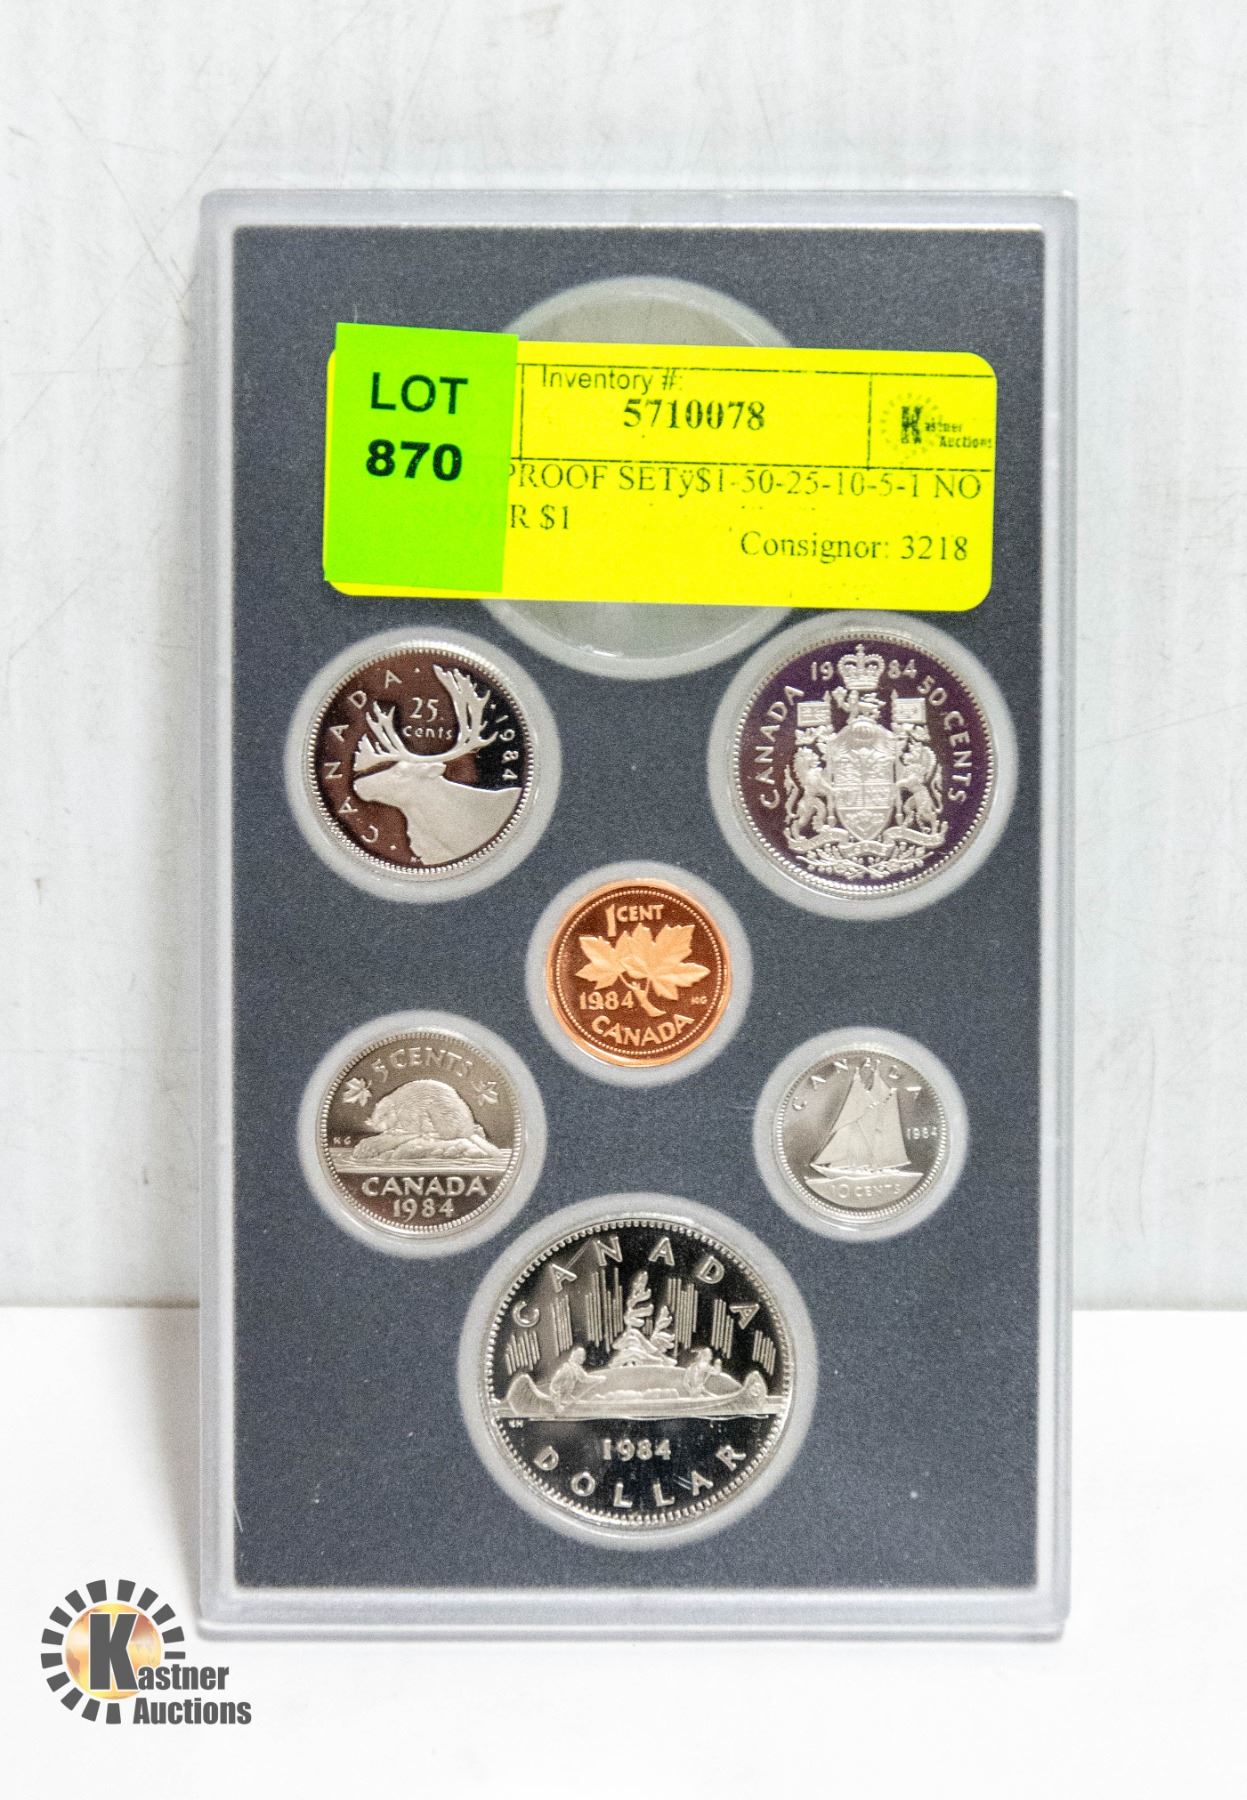 LOT
870
Inventory #:
5710078
Kastner
Auctions
PROOF SETÿ$1-50-25-10-5-1 NO
R $1
Consignor: 3218
CANADA
25
cents
1984
1984
CANADA
50 CENTS
1 CENT
1984
CANADA
5 CENTS
CANADA
1984
CANADA
1984
10 CENTS
CANADA
1984
DOLLAR
Kastner
Auctions